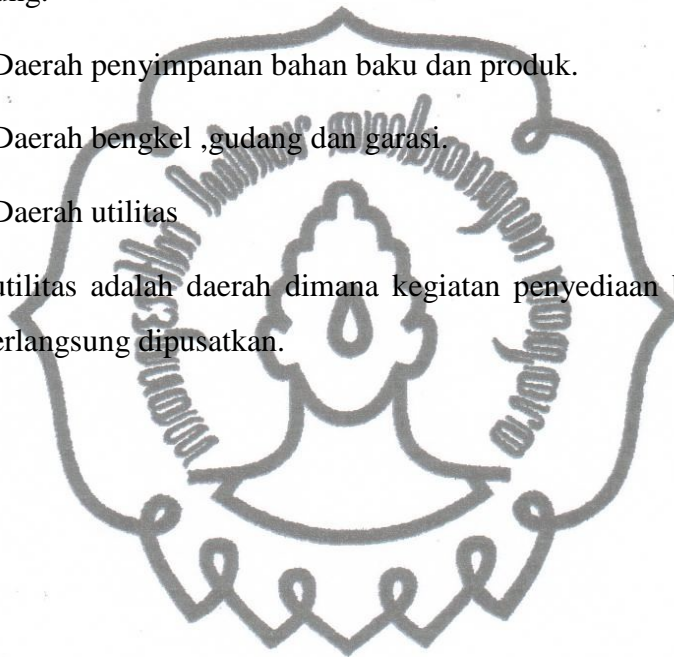 Daerah penyimpanan bahan baku dan produk.
Daerah bengkel ,gudang dan garasi.
Daerah utilitas
utilitas adalah daerah dimana kegiatan penyediaan
erlangsung dipusatkan.